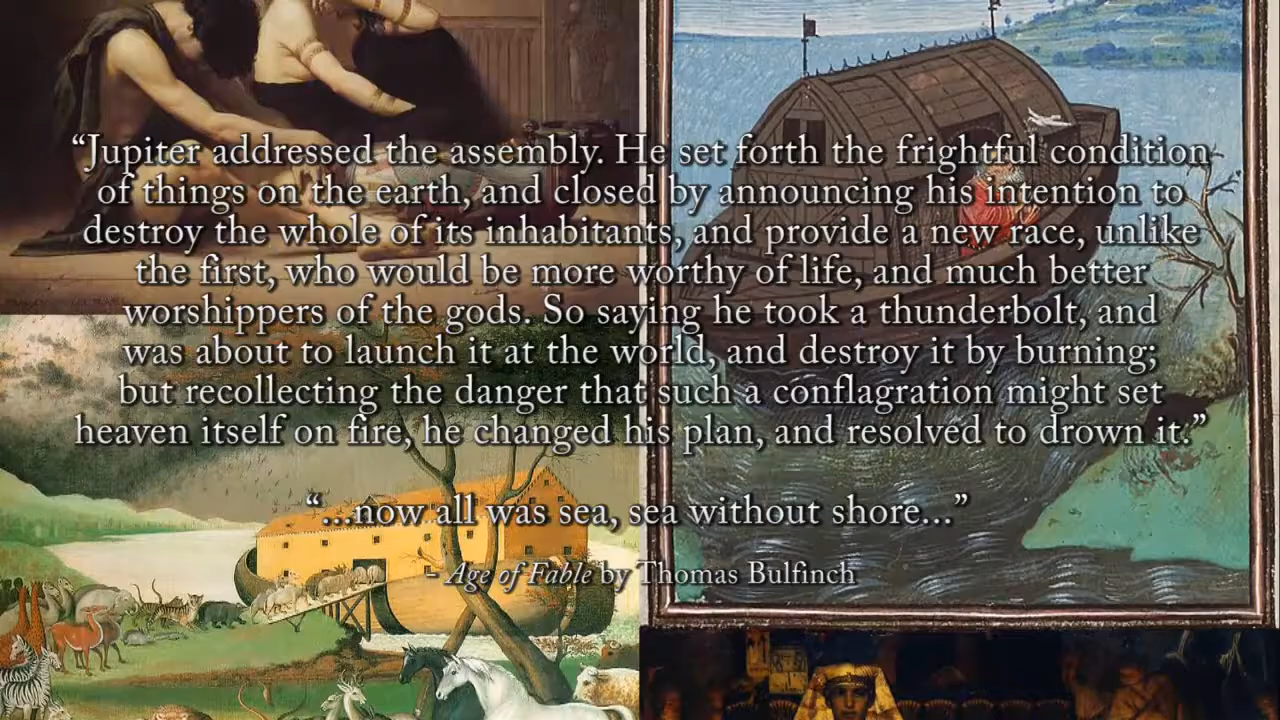 “Jupiter addressed the assembly. He set forth the frightful condition
of things on the earth, and closed by announcing his intention to
destroy the whole of its inhabitants, and provide a new race, unlike
the first, who would be more worthy of life, and much better
worshippers of the gods. So saying he took a thunderbolt, and
was about to launch it at the world, and destroy it by burning;
but recollecting the danger that such a conflagration might set
heaven itself on fire, he changed his plan, and resolved to drown it.”
“...now all was sea, sea without shore...”
- Age of Fable by Thomas Bulfinch